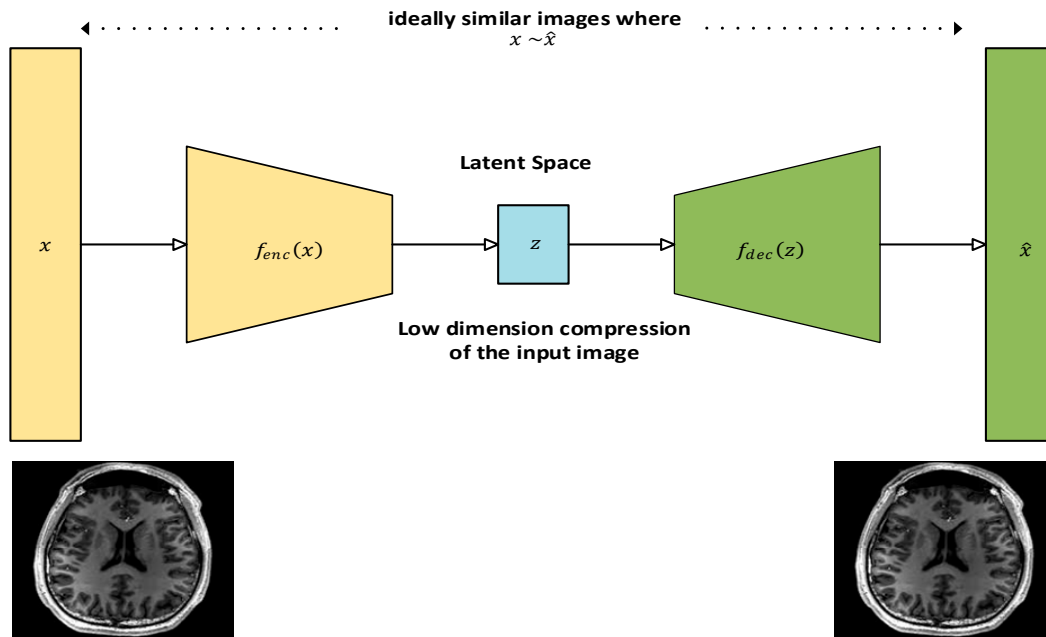 ideally similar images where
x ~ x̂
Latent Space
x
f_enc(x)
z
f_dec(z)
x̂
Low dimension compression
of the input image